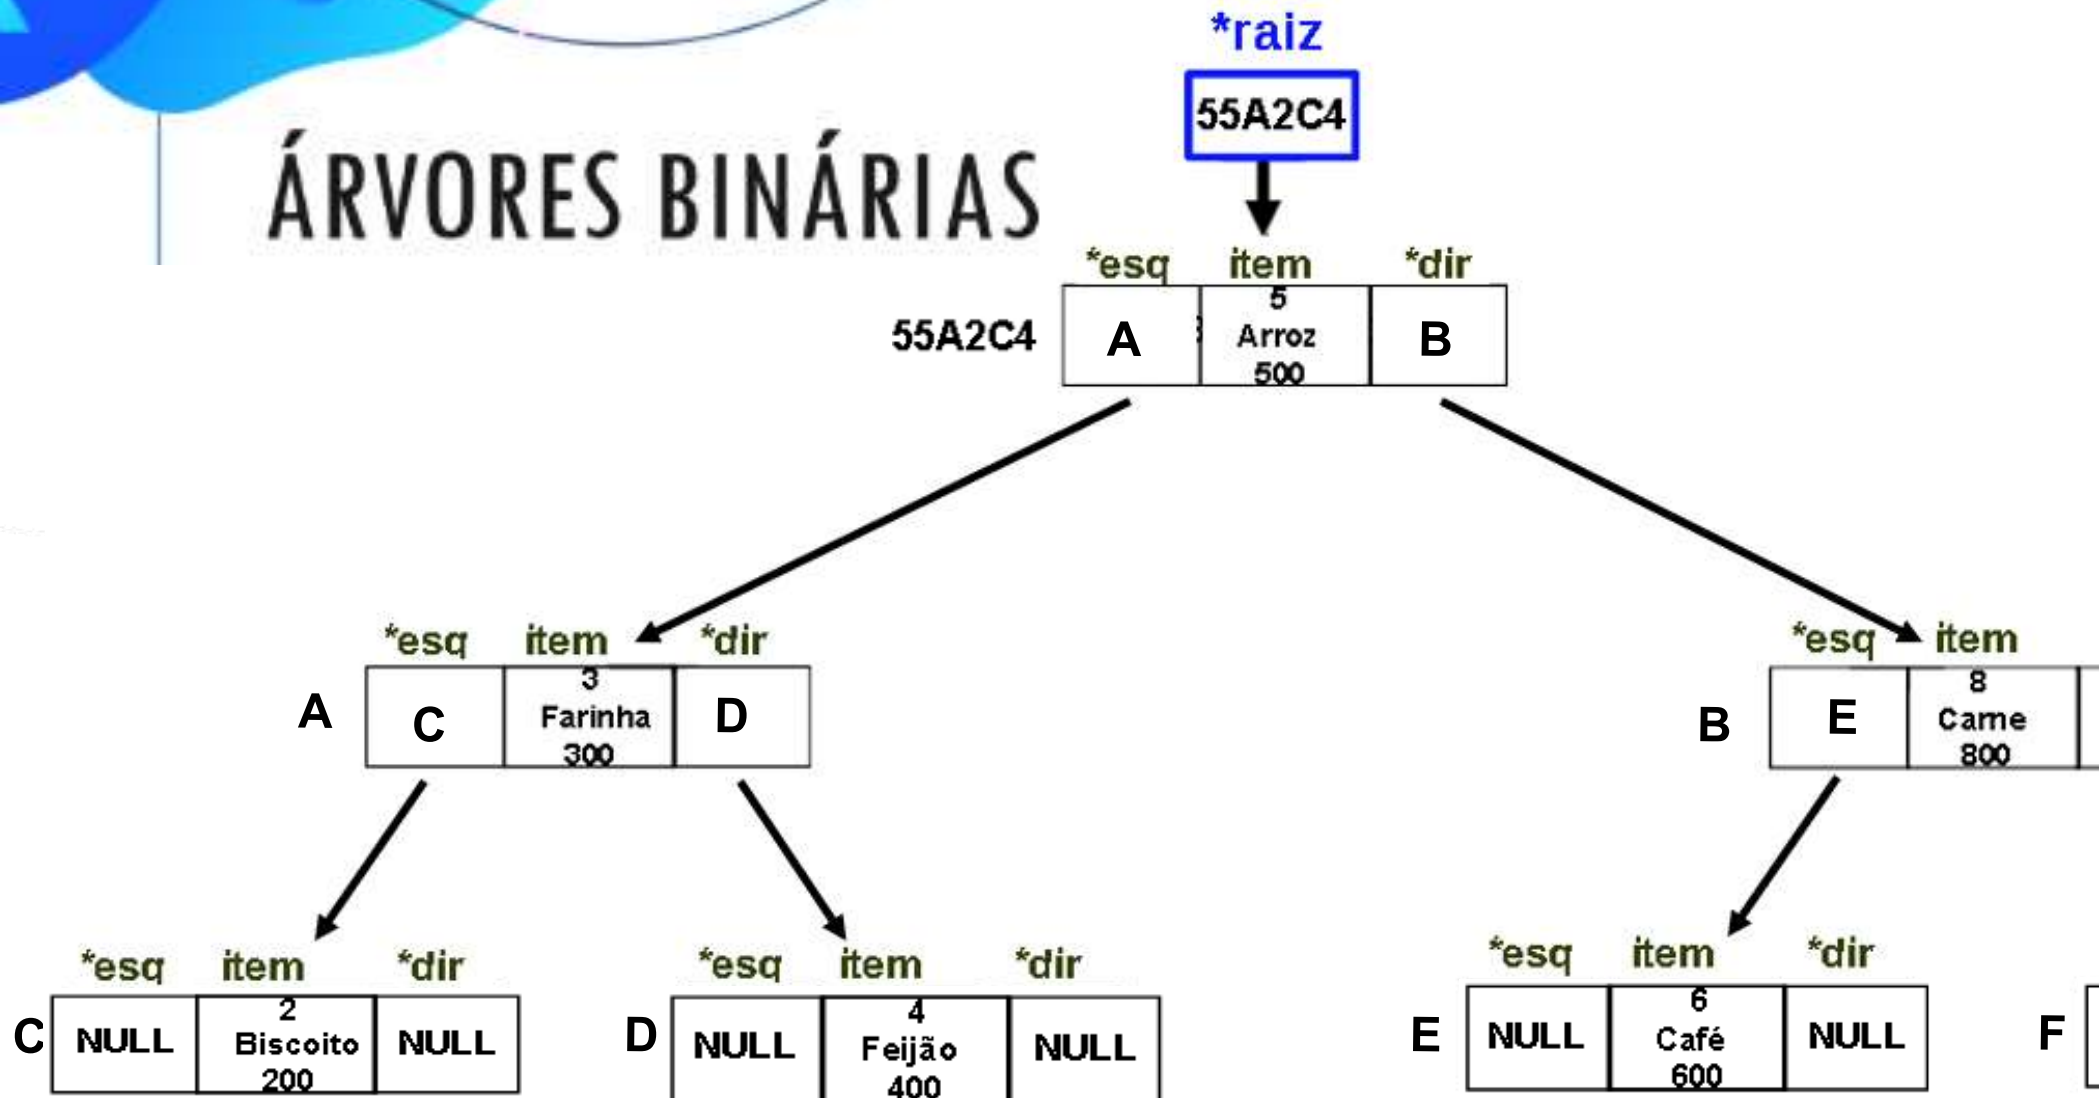 *raiz
55A2C4
ÁRVORES BINÁRIAS
*esq item *dir
5
55A2C4 A Arroz B
500
*esq item *dir
3
A C Farinha D
300
*esq item
8
B E Carne
800
*esq item *dir
2
C NULL Biscoito NULL
200
*esq item *dir
4
D NULL Feijão NULL
400
*esq item *dir
6
E NULL Café NULL
600
F